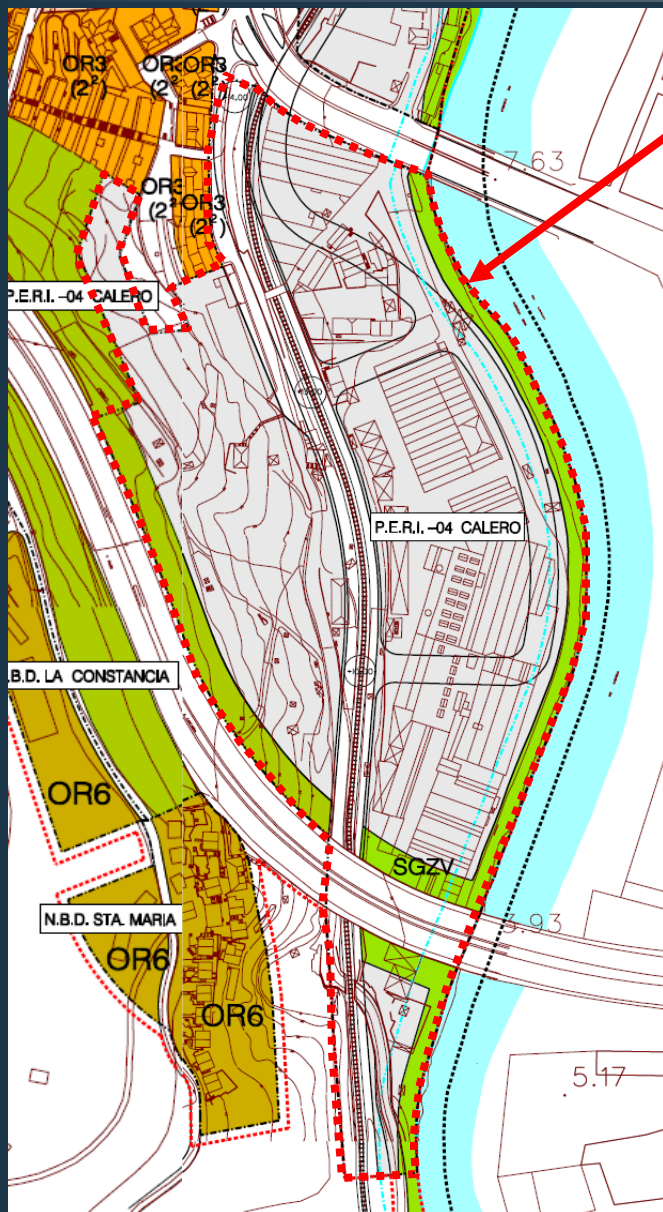 OR3
(2²)
OR3
(2²)
OR3
(2²)
7.63
OR3
(2²)
OR3
(2²)
P.E.R.I. -04 CALERO
P.E.R.I. -04 CALERO
.B.D. LA CONSTANCIA
OR6
SGZV
N.B.D. STA. MARIA
3.93
OR6
OR6
5.17